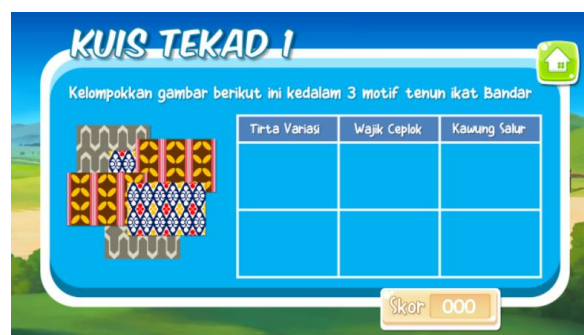 KUIS TEKAD 1
Kelompokkan gambar berikut ini kedalam 3 motif tenun ikat Bandar
Tirta Variasi Wajik Ceplok Kawung Salur
Skor 000